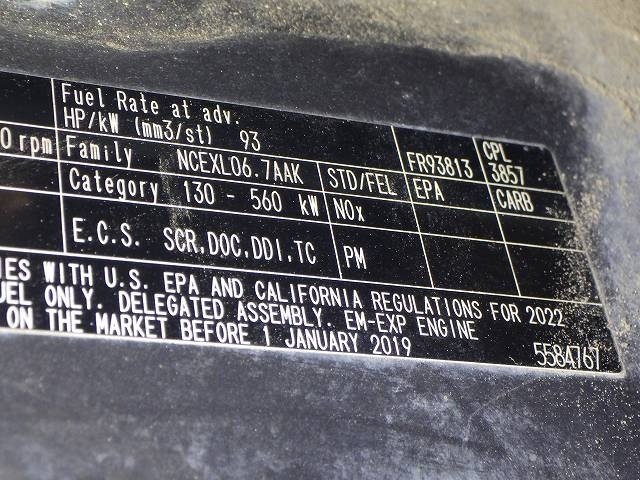 Fuel Rate at adv.
HP/kW (mm3/st) 93
FR93813
CPL
3857
0 rpm
Family NCEXL06.7AAK
STD/FEL
EPA
CARB
Category 130 - 560 kW
NOx
E.C.S. SCR,DOC,DDI,TC
PM
IES WITH U.S. EPA AND CALIFORNIA REGULATIONS FOR 2022
UEL ONLY. DELEGATED ASSEMBLY. EM-EXP ENGINE
ON THE MARKET BEFORE 1 JANUARY 2019
5584767